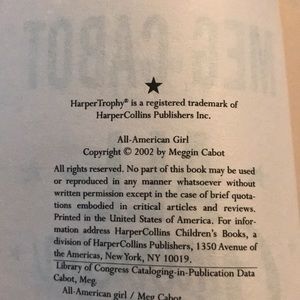 MEG CABOT
HarperTrophy® is a registered trademark of
HarperCollins Publishers Inc.
All-American Girl
Copyright © 2002 by Meggin Cabot
All rights reserved. No part of this book may be used
or reproduced in any manner whatsoever without
written permission except in the case of brief quota-
tions embodied in critical articles and reviews.
Printed in the United States of America. For infor-
mation address HarperCollins Children's Books, a
division of HarperCollins Publishers, 1350 Avenue of
the Americas, New York, NY 10019.
Library of Congress Cataloging-in-Publication Data
Cabot, Meg.
All-American girl / Meg Cabot.